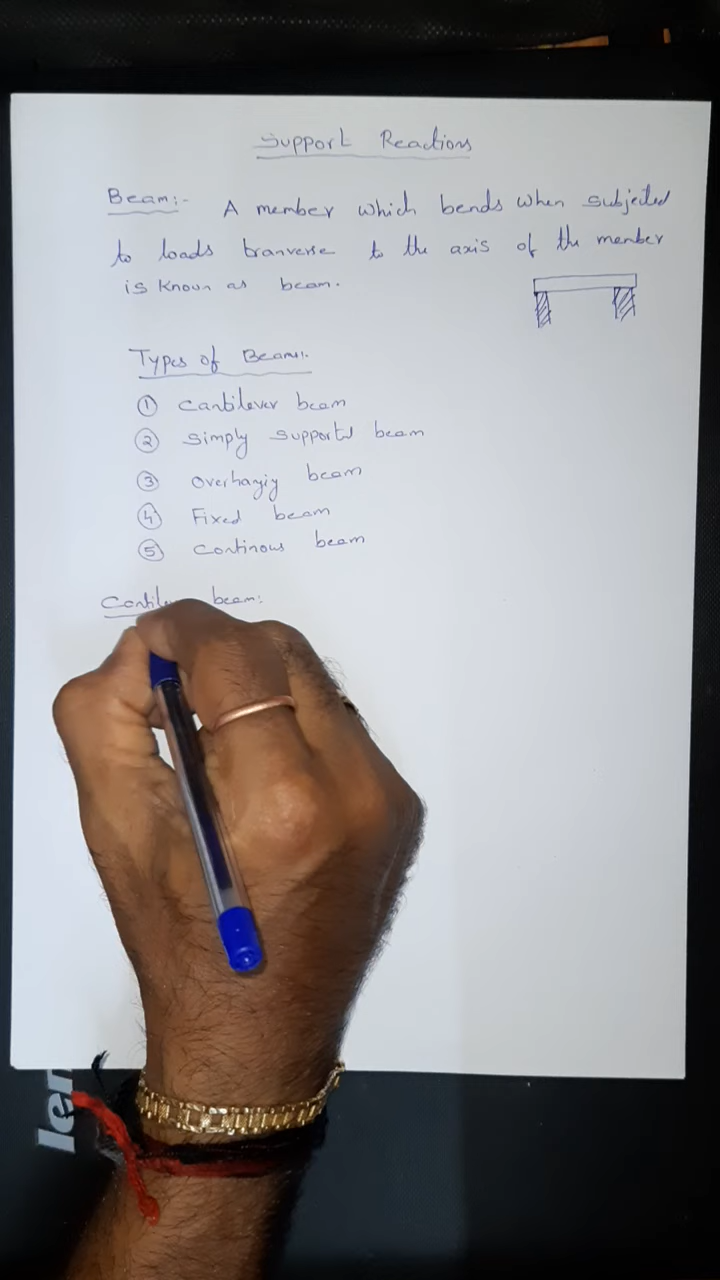 Support Reactions
Beam:- A member which bends when subjected
to loads tranverse to the axis of the member
is known as beam.
Types of Beams:-
① Cantilever beam
② Simply supported beam
③ Overhanging beam
④ Fixed beam
⑤ Continous beam
beam:
len